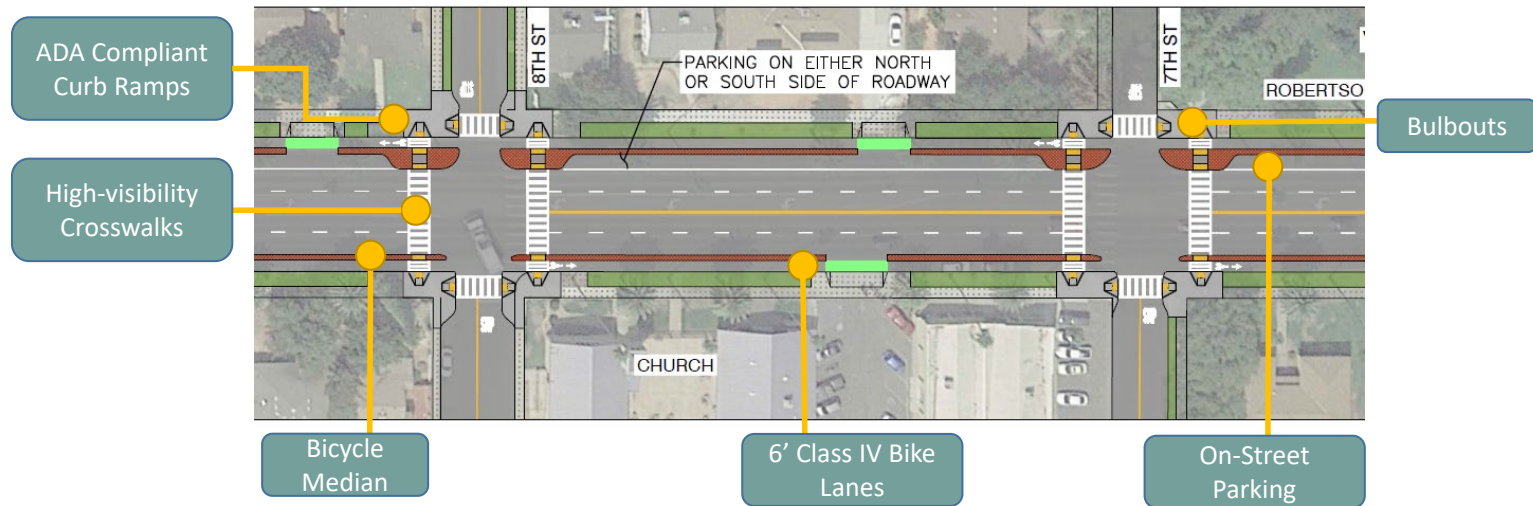 ADA Compliant
Curb Ramps
8TH ST
PARKING ON EITHER NORTH
OR SOUTH SIDE OF ROADWAY
7TH ST
ROBERTSO
Bulbouts
High-visibility
Crosswalks
CHURCH
Bicycle
Median
6’ Class IV Bike
Lanes
On-Street
Parking